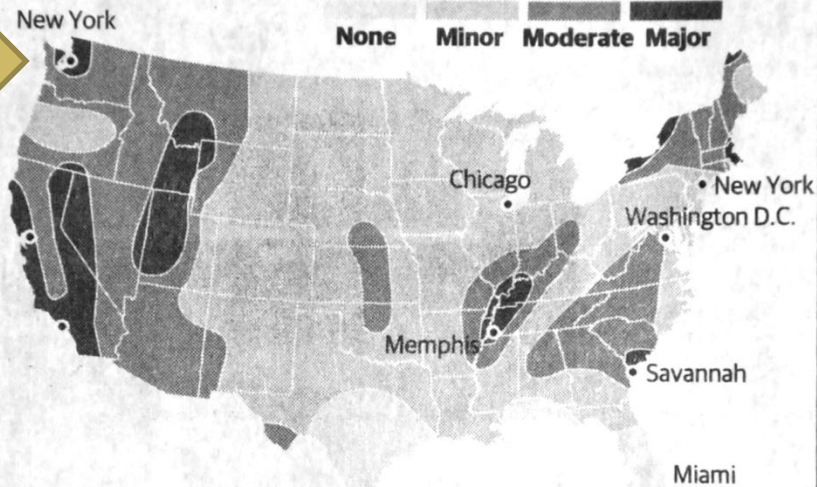 New York
None Minor Moderate Major
Chicago
New York
Washington D.C.
Memphis
Savannah
Miami